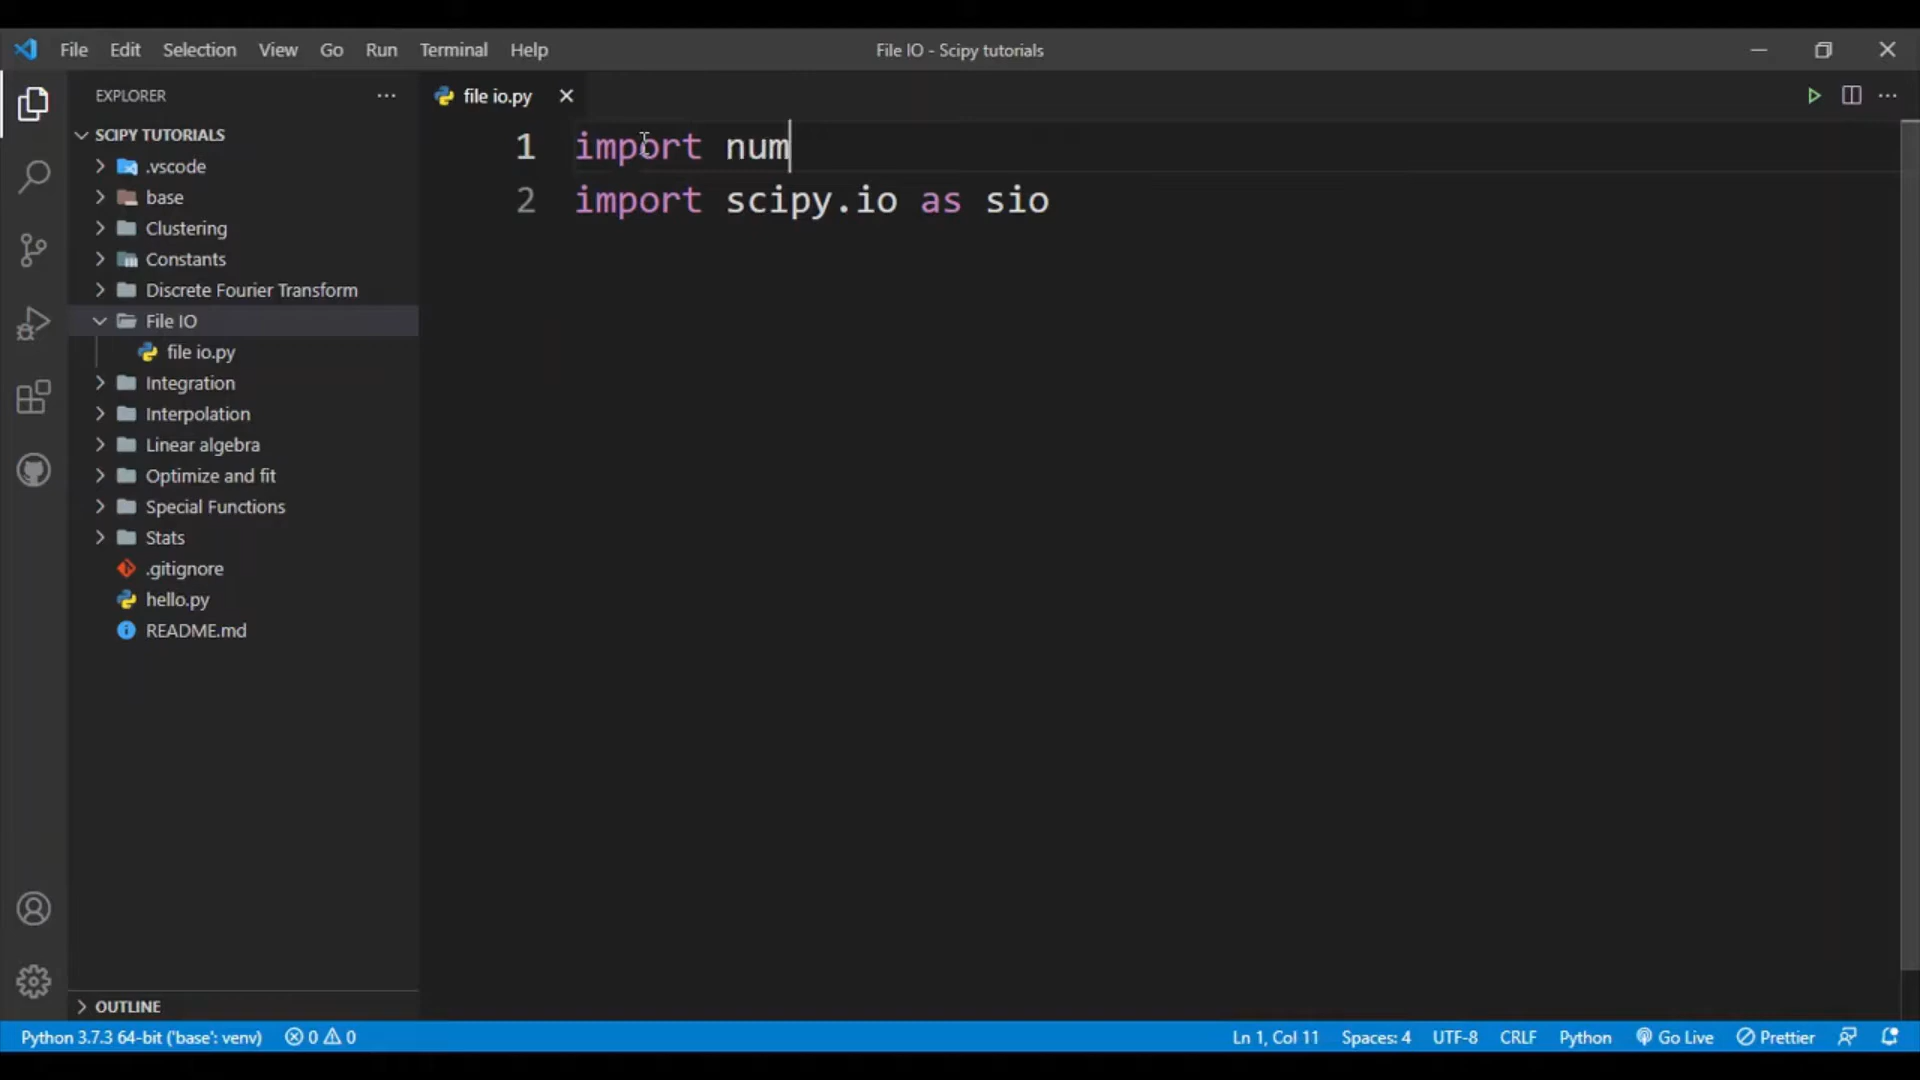 File Edit Selection View Go Run Terminal Help File IO - Scipy tutorials
EXPLORER
file io.py
SCIPY TUTORIALS
.vscode
base
Clustering
Constants
Discrete Fourier Transform
File IO
file io.py
Integration
Interpolation
Linear algebra
Optimize and fit
Special Functions
Stats
.gitignore
hello.py
README.md
OUTLINE
1 import num
2 import scipy.io as sio
Python 3.7.3 64-bit ('base': venv) 0 0 Ln 1, Col 11 Spaces: 4 UTF-8 CRLF Python Go Live Prettier